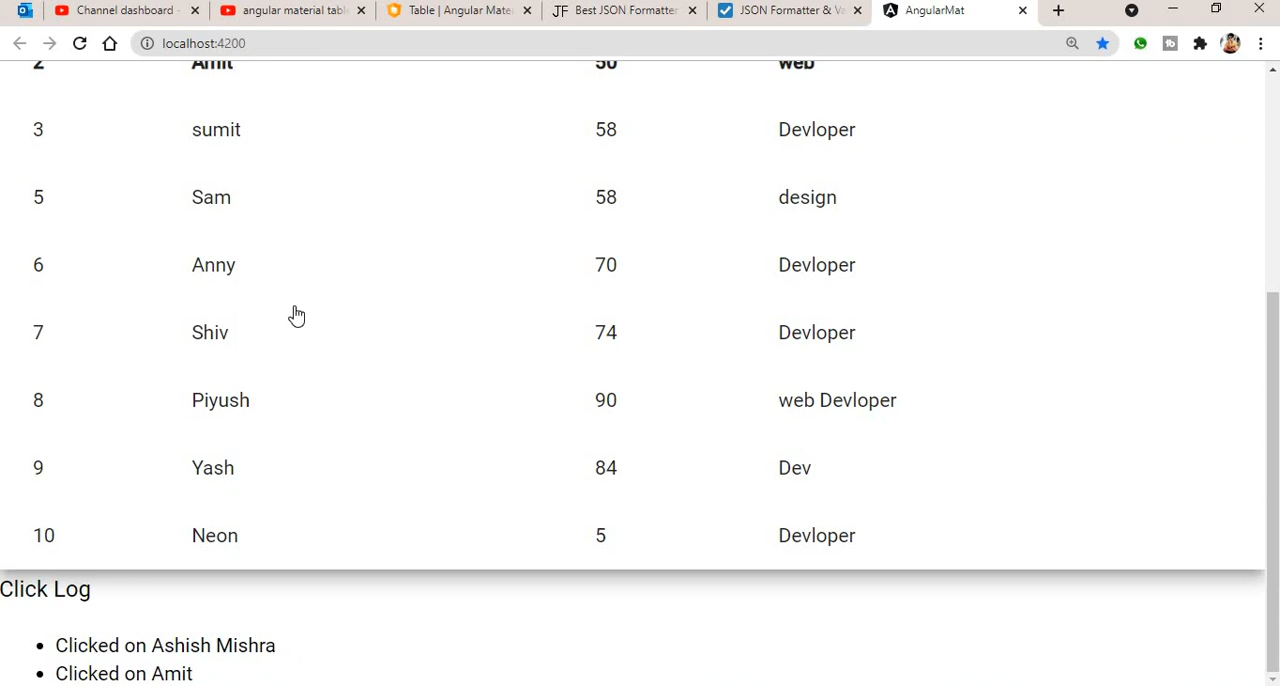 Channel dashboard -
angular material tabl
Table | Angular Mate
JF Best JSON Formatter
JSON Formatter & Va
AngularMat
localhost:4200
2 Amit 50 web
3 sumit 58 Devloper
5 Sam 58 design
6 Anny 70 Devloper
7 Shiv 74 Devloper
8 Piyush 90 web Devloper
9 Yash 84 Dev
10 Neon 5 Devloper
Click Log
• Clicked on Ashish Mishra
• Clicked on Amit